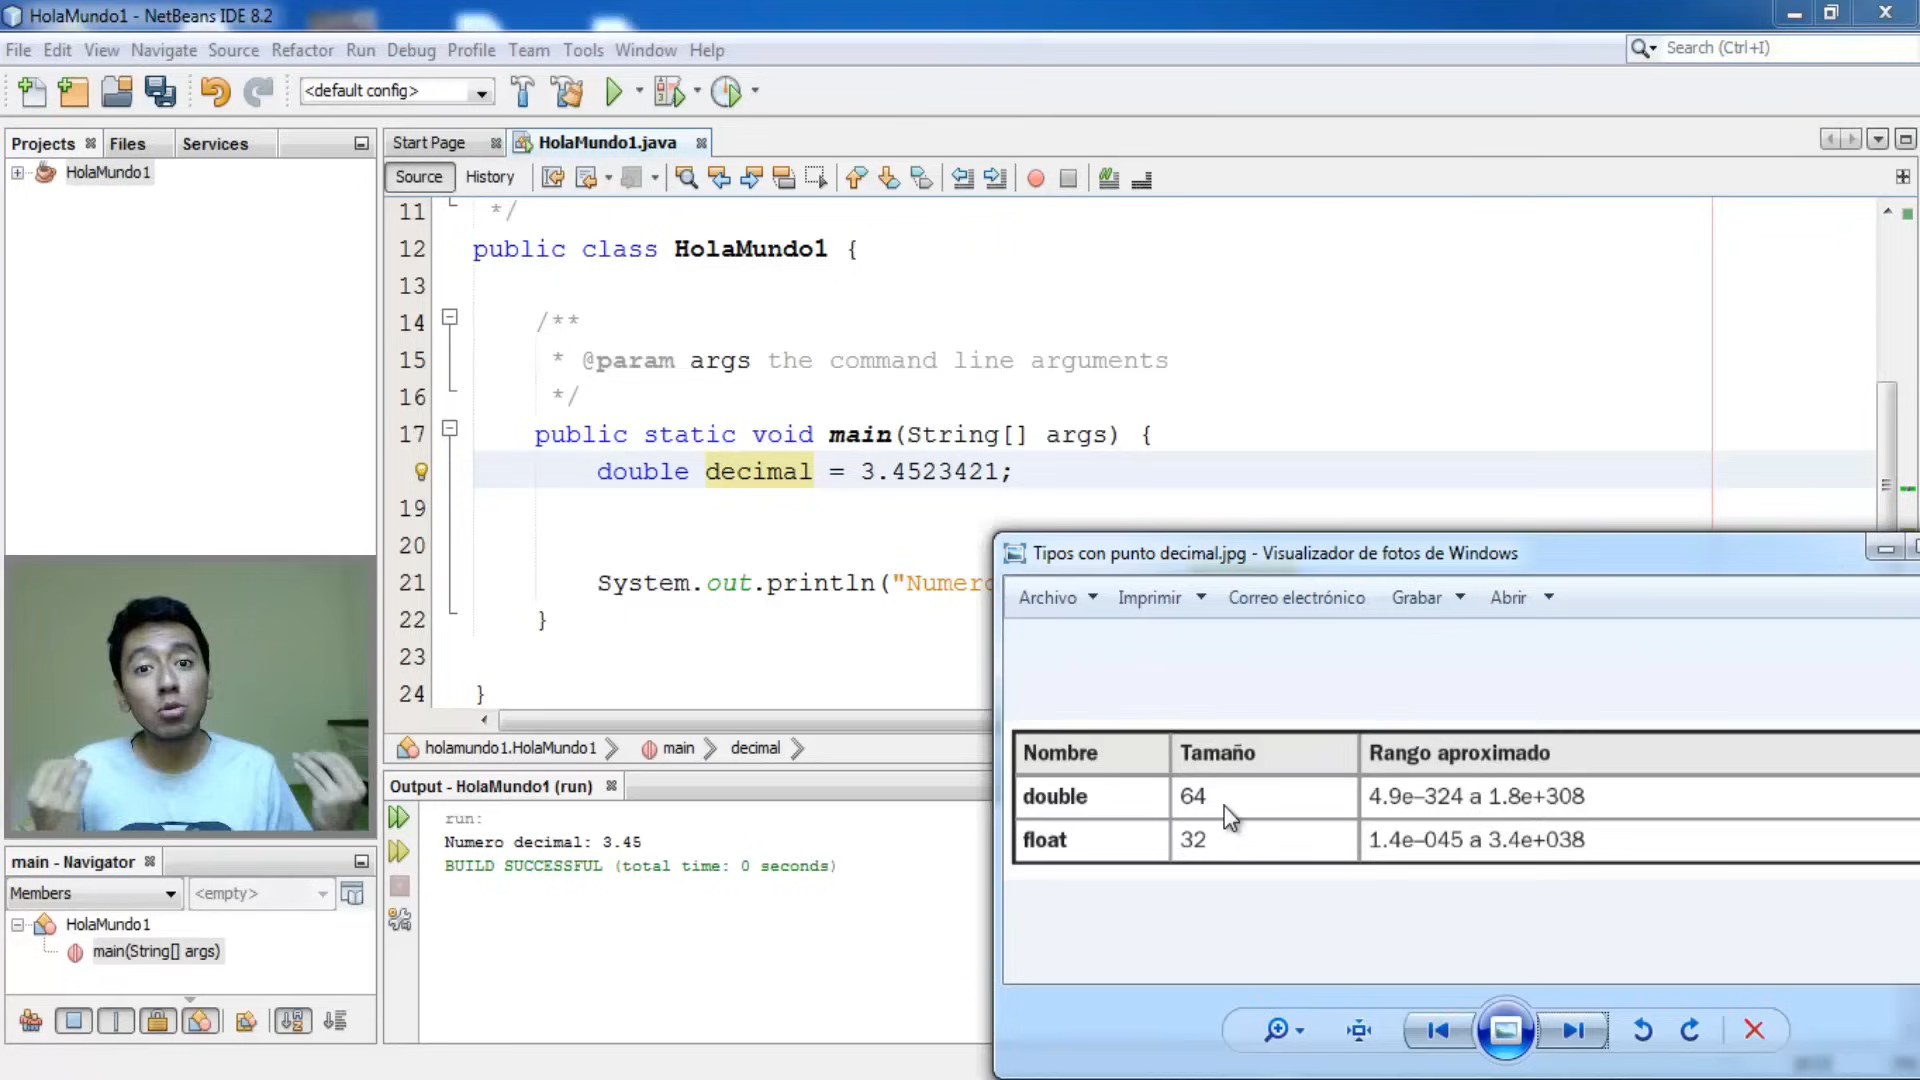 HolaMundo1 - NetBeans IDE 8.2
File Edit View Navigate Source Refactor Run Debug Profile Team Tools Window Help
Search (Ctrl+I)
<default config>
Projects Files Services
Start Page HolaMundo1.java
HolaMundo1
Source History
11 */
12 public class HolaMundo1 {
13
14 /**
15 * @param args the command line arguments
16 */
17 public static void main(String[] args) {
double decimal = 3.4523421;
19
20
21 System.out.println("Numero
22 }
23
24 }
holamundo1.HolaMundo1 main decimal
Output - HolaMundo1 (run)
run:
Numero decimal: 3.45
BUILD SUCCESSFUL (total time: 0 seconds)
main - Navigator
Members <empty>
HolaMundo1
main(String[] args)
Tipos con punto decimal.jpg - Visualizador de fotos de Windows
Archivo Imprimir Correo electrónico Grabar Abrir
Nombre Tamaño Rango aproximado
double 64 4.9e–324 a 1.8e+308
float 32 1.4e–045 a 3.4e+038